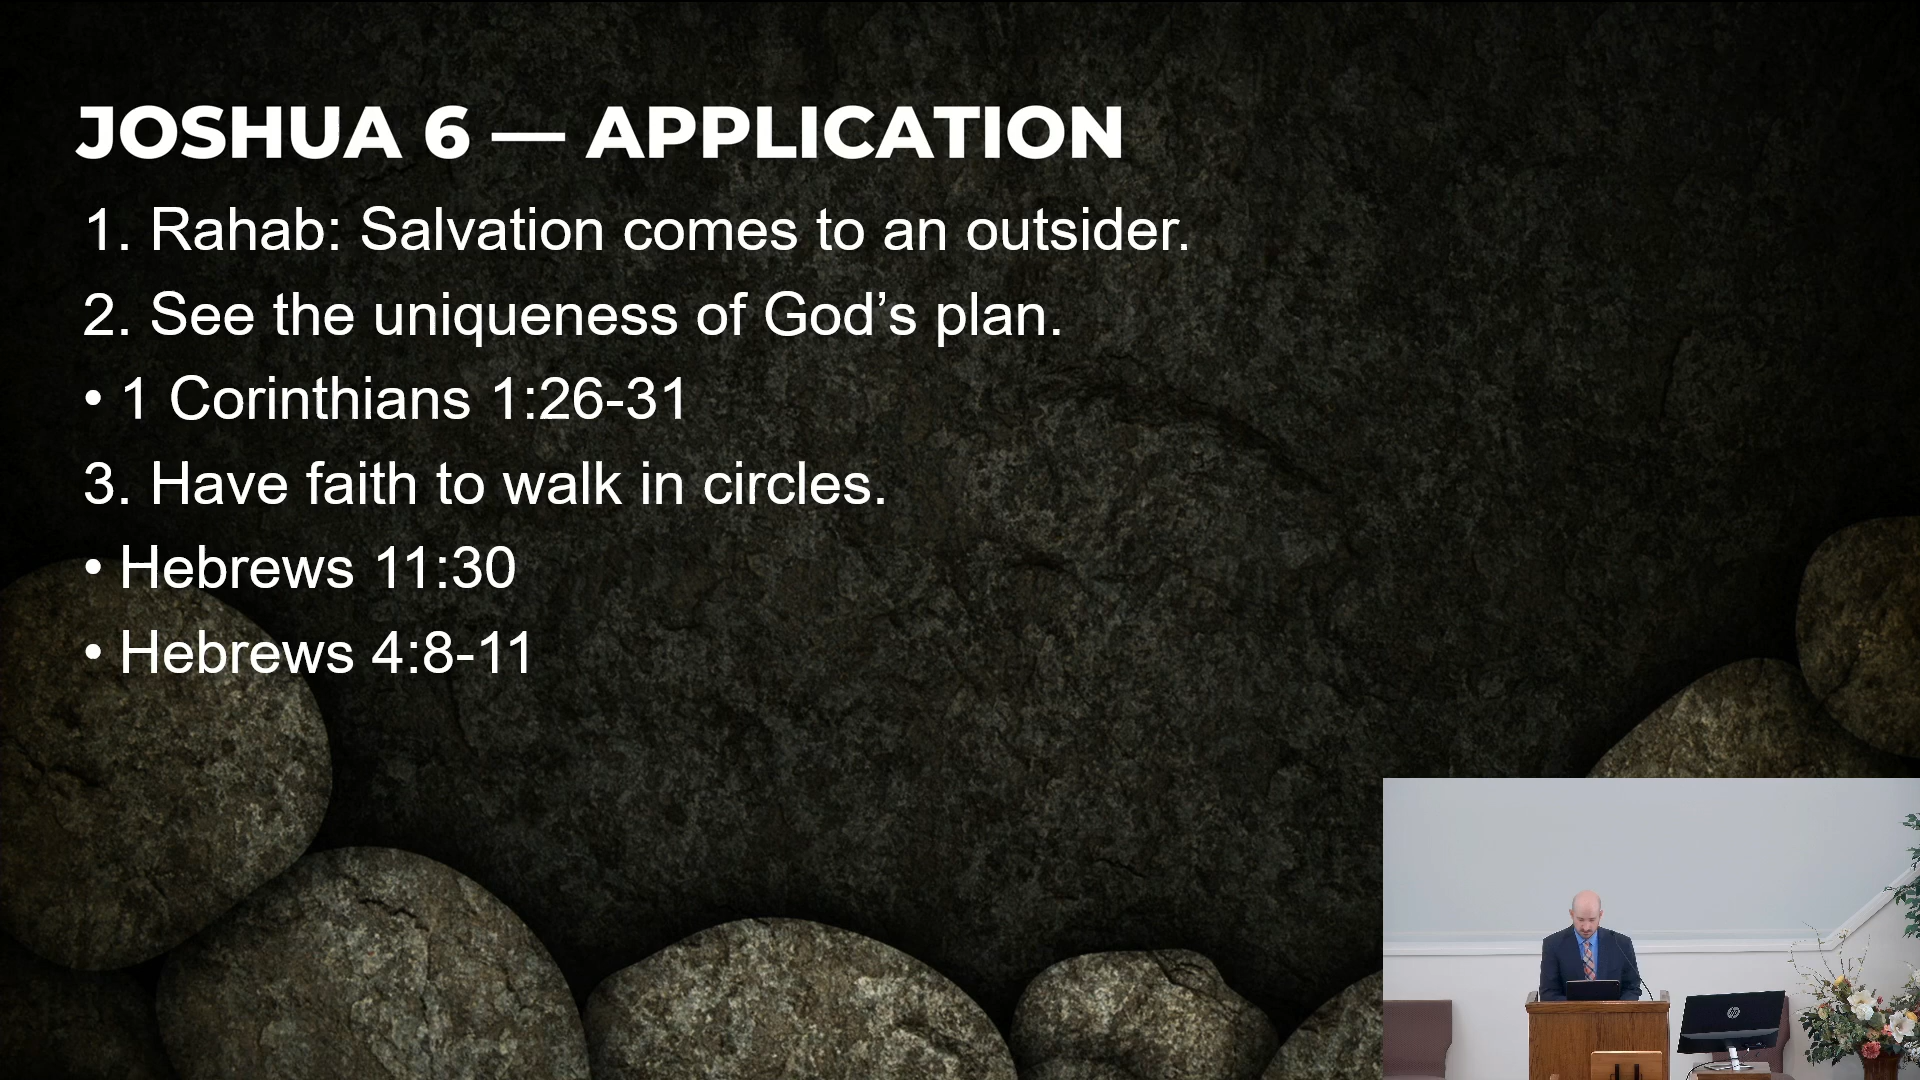 JOSHUA 6 — APPLICATION
1. Rahab: Salvation comes to an outsider.
2. See the uniqueness of God’s plan.
• 1 Corinthians 1:26-31
3. Have faith to walk in circles.
• Hebrews 11:30
• Hebrews 4:8-11
hp